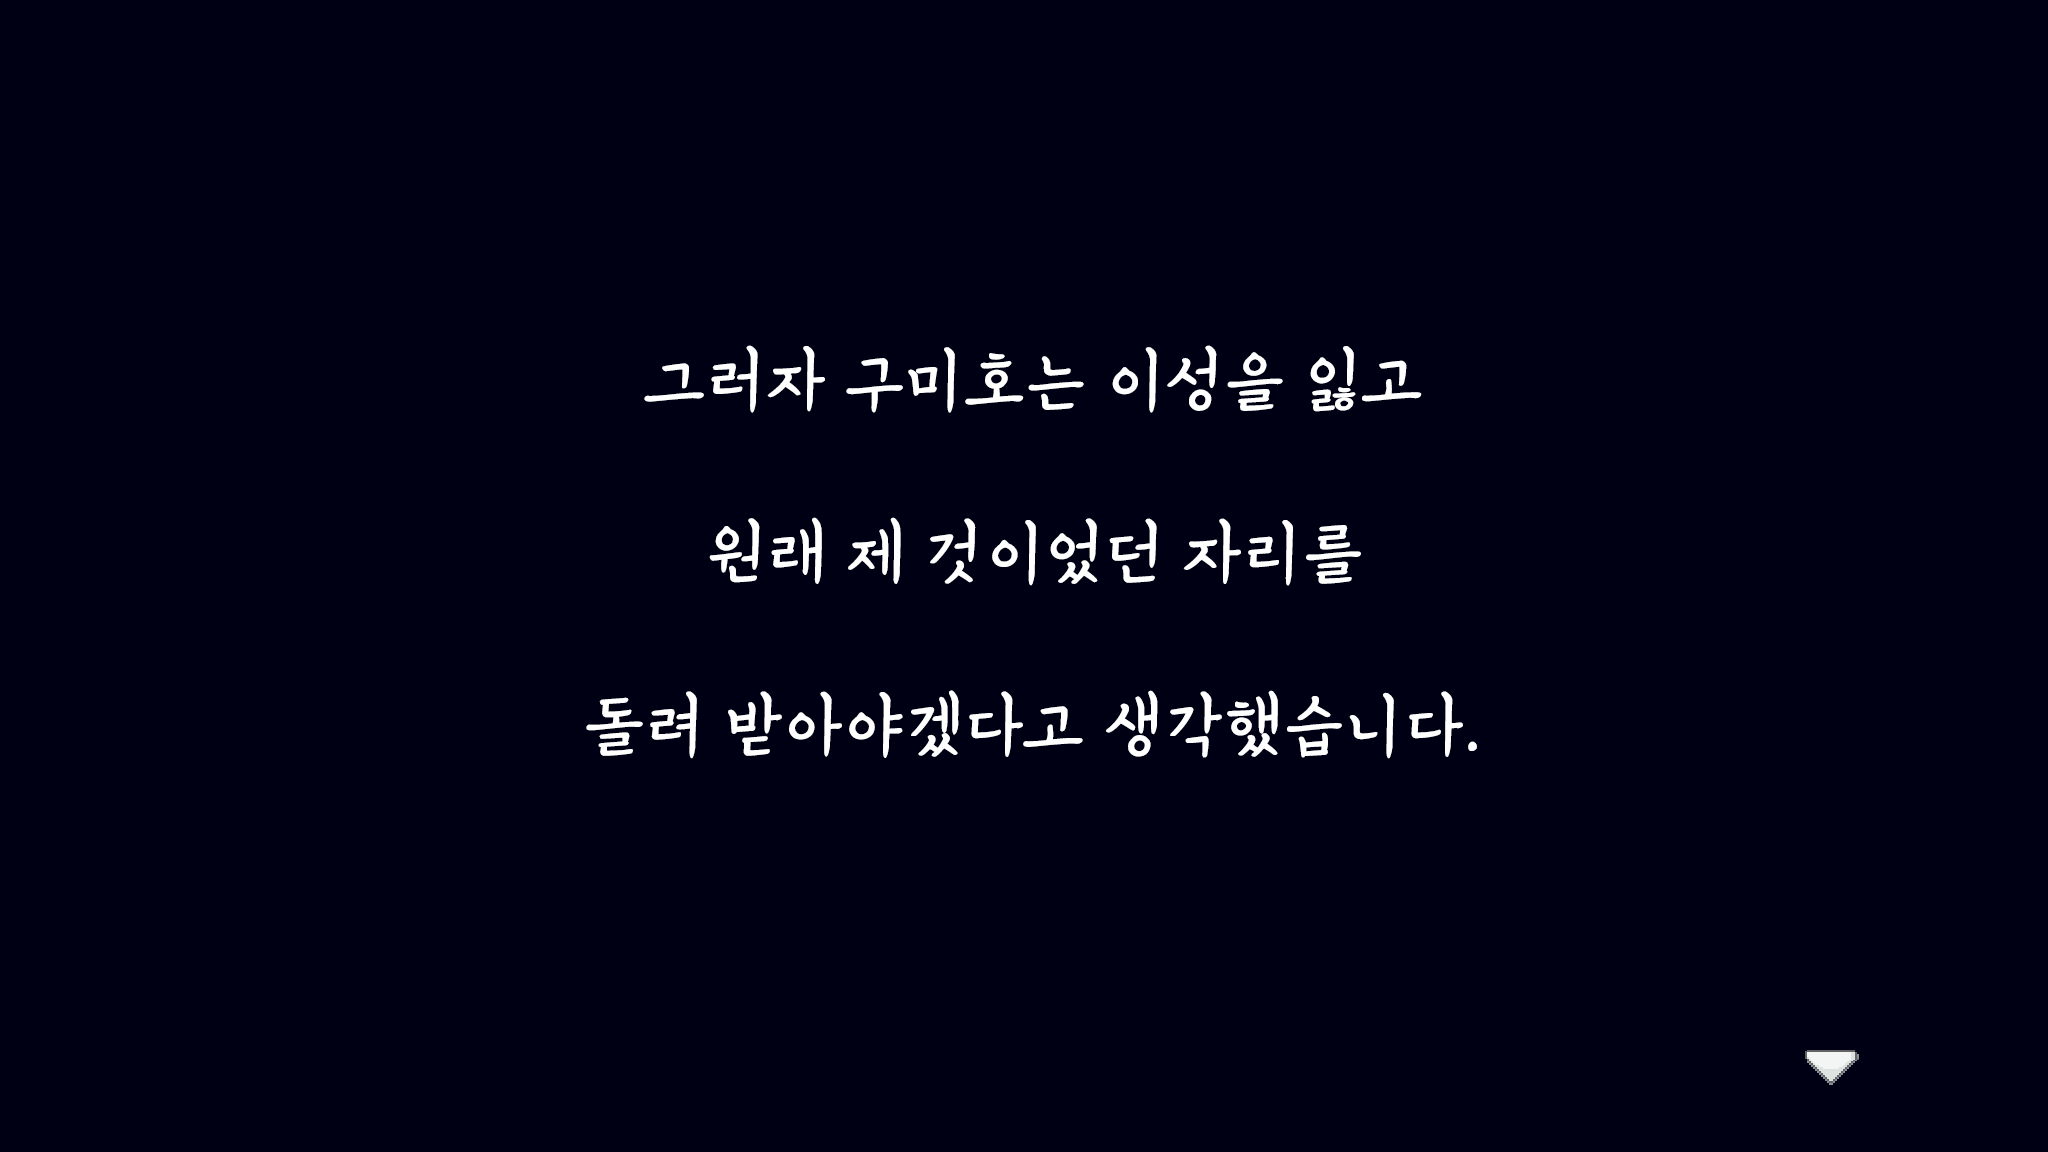 그러자 구미호는 이성을 잃고
원래 제 것이었던 자리를
돌려 받아야겠다고 생각했습니다.